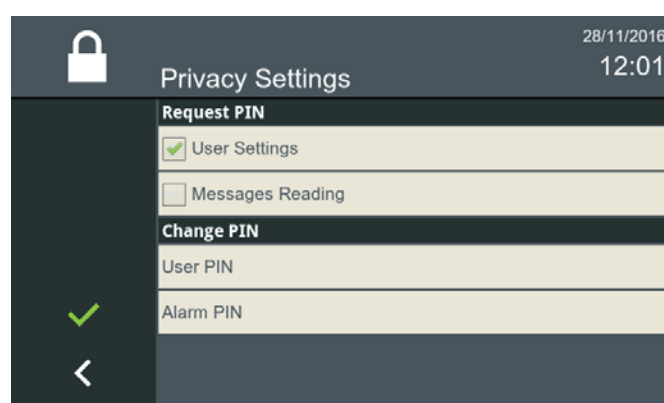 28/11/2016
12:01
Privacy Settings
Request PIN
User Settings
Messages Reading
Change PIN
User PIN
Alarm PIN